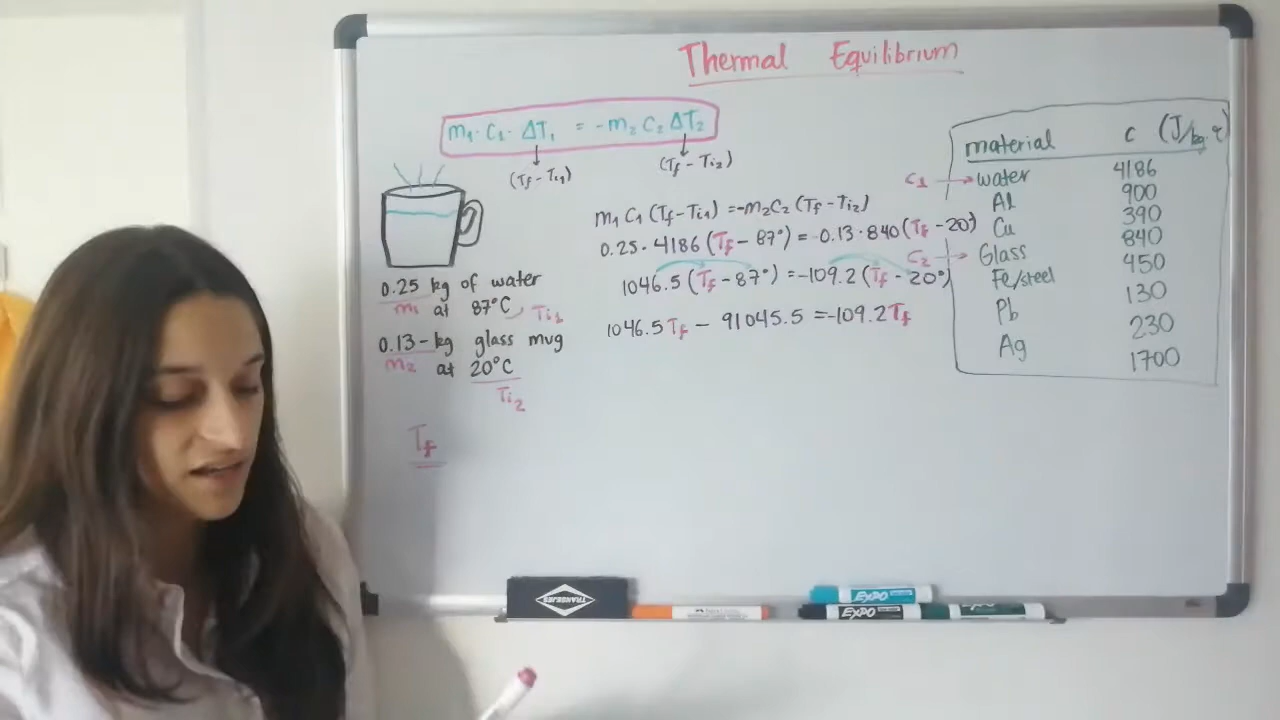 Thermal Equilibrium
m₁ · C₁ · ΔT₁ = -m₂ C₂ ΔT₂
(Tf - Ti₁)
(Tf - Ti₂)
0.25 kg of water
m₁ at 87°C Ti₁
0.13-kg glass mug
m₂ at 20°C
Ti₂
Tf
m₁ C₁ (Tf - Ti₁) = -m₂C₂ (Tf - Ti₂)
0.25 · 4186 (Tf - 87°) = -0.13 · 840 (Tf - 20)
1046.5 (Tf - 87°) = -109.2 (Tf - 20°)
1046.5 Tf - 91045.5 = -109.2 Tf
material c (J/kg·
C₁ → water 4186
Al 900
Cu 390
C₂ → Glass 840
Fe/steel 450
Pb 130
Ag 230
1700
TRANSEJES
EXPO
EXPO